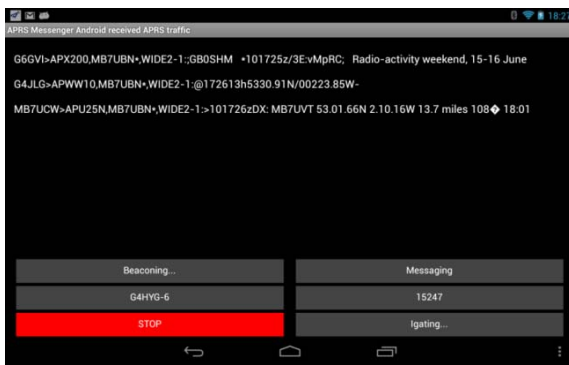 18:27
APRS Messenger Android received APRS traffic
G6GVI>APX200,MB7UBN*,WIDE2-1:;GB0SHM *101725z/3E:vMpRC; Radio-activity weekend, 15-16 June
G4JLG>APWW10,MB7UBN*,WIDE2-1:@172613h5330.91N/00223.85W-
MB7UCW>APU25N,MB7UBN*,WIDE2-1:>101726zDX: MB7UVT 53.01.66N 2.10.16W 13.7 miles 108� 18:01
Beaconing... Messaging
G4HYG-6 15247
STOP Igating...